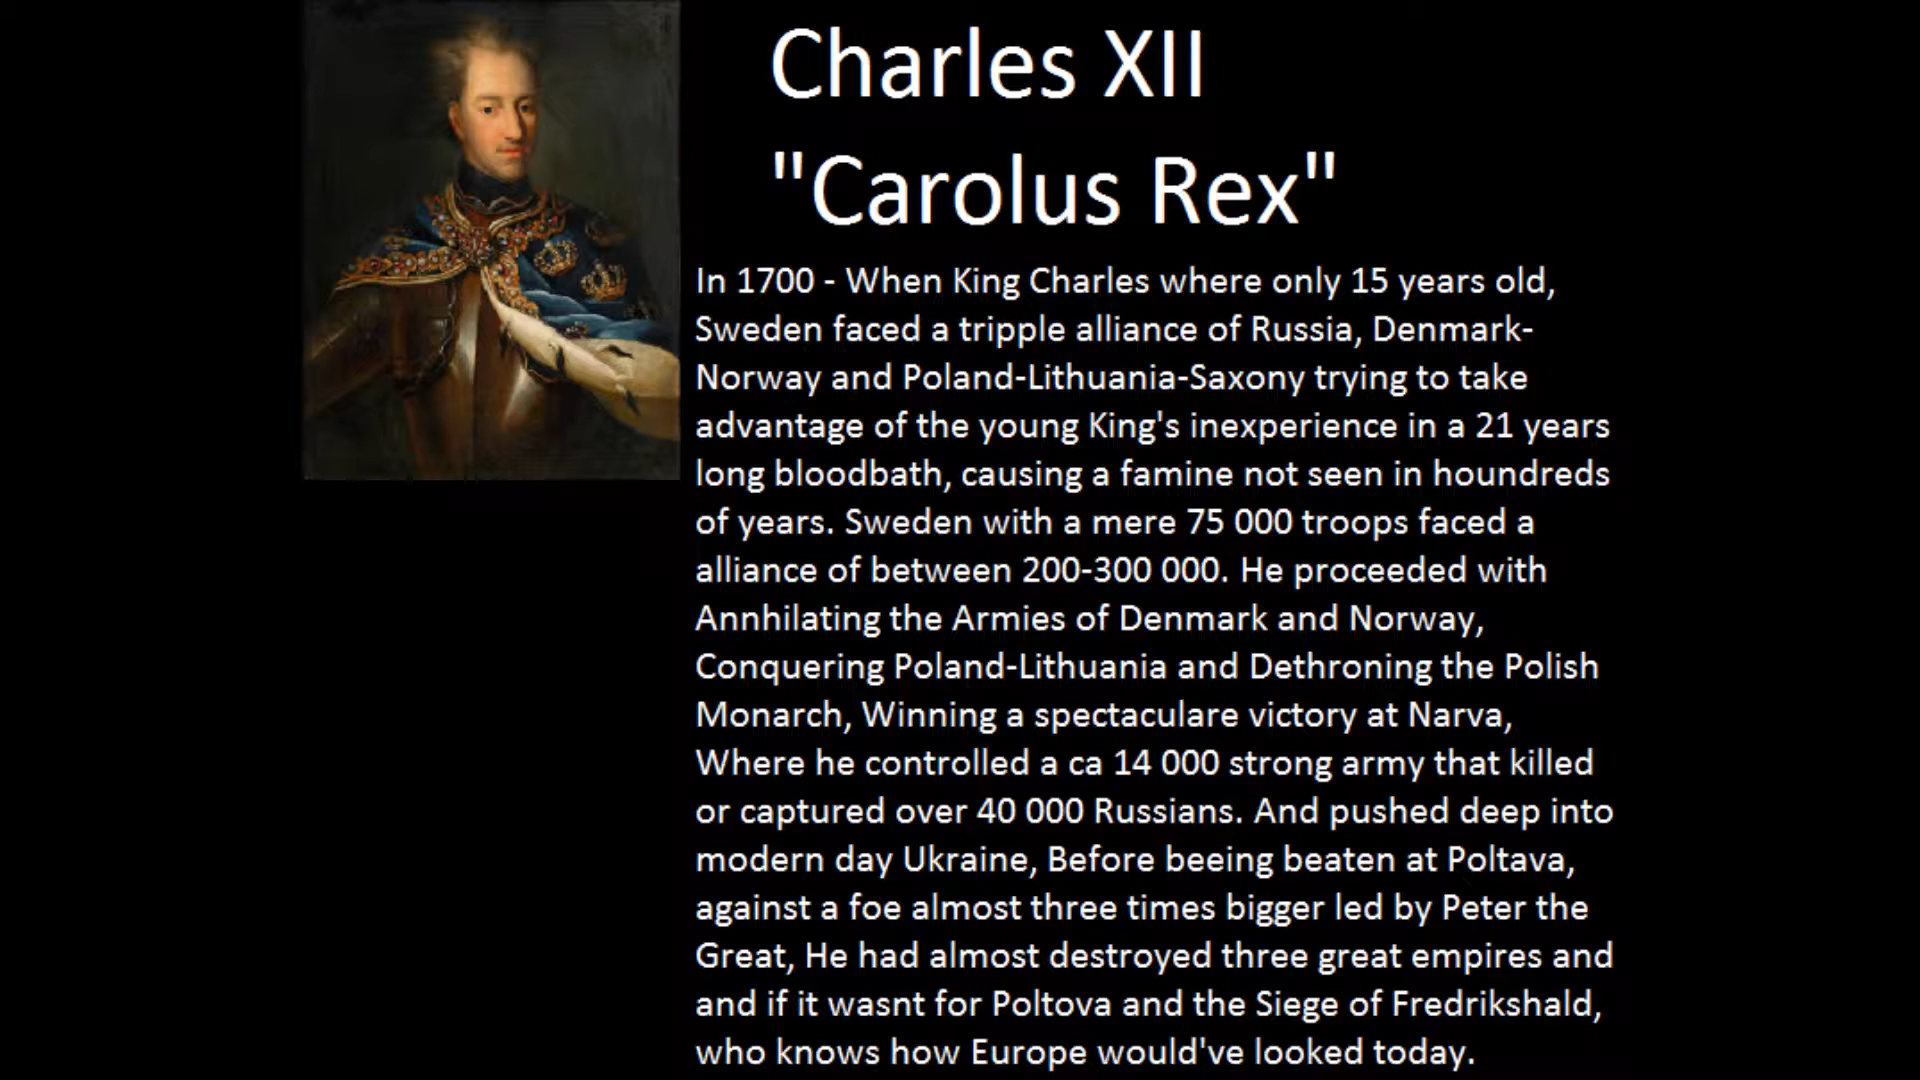 Charles XII
"Carolus Rex"
In 1700 - When King Charles where only 15 years old,
Sweden faced a tripple alliance of Russia, Denmark-
Norway and Poland-Lithuania-Saxony trying to take
advantage of the young King's inexperience in a 21 years
long bloodbath, causing a famine not seen in houndreds
of years. Sweden with a mere 75 000 troops faced a
alliance of between 200-300 000. He proceeded with
Annhilating the Armies of Denmark and Norway,
Conquering Poland-Lithuania and Dethroning the Polish
Monarch, Winning a spectaculare victory at Narva,
Where he controlled a ca 14 000 strong army that killed
or captured over 40 000 Russians. And pushed deep into
modern day Ukraine, Before beeing beaten at Poltava,
against a foe almost three times bigger led by Peter the
Great, He had almost destroyed three great empires and
and if it wasnt for Poltova and the Siege of Fredrikshald,
who knows how Europe would've looked today.